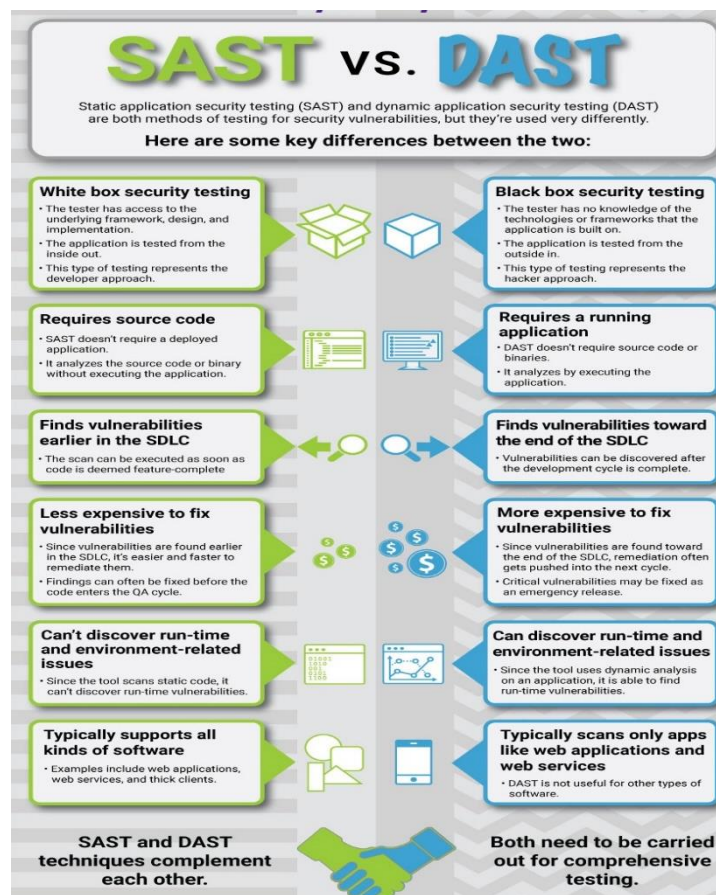 SAST vs. DAST
Static application security testing (SAST) and dynamic application security testing (DAST)
are both methods of testing for security vulnerabilities, but they're used very differently.
Here are some key differences between the two:
White box security testing
• The tester has access to the
underlying framework, design, and
implementation.
• The application is tested from the
inside out.
• This type of testing represents the
developer approach.
Black box security testing
• The tester has no knowledge of the
technologies or frameworks that the
application is built on.
• The application is tested from the
outside in.
• This type of testing represents the
hacker approach.
Requires source code
• SAST doesn't require a deployed
application.
• It analyzes the source code or binary
without executing the application.
Requires a running
application
• DAST doesn't require source code or
binaries.
• It analyzes by executing the
application.
Finds vulnerabilities
earlier in the SDLC
• The scan can be executed as soon as
code is deemed feature-complete
Finds vulnerabilities toward
the end of the SDLC
• Vulnerabilities can be discovered after
the development cycle is complete.
Less expensive to fix
vulnerabilities
• Since vulnerabilities are found earlier
in the SDLC, it's easier and faster to
remediate them.
• Findings can often be fixed before the
code enters the QA cycle.
$ $ $
More expensive to fix
vulnerabilities
• Since vulnerabilities are found toward
the end of the SDLC, remediation often
gets pushed into the next cycle.
• Critical vulnerabilities may be fixed as
an emergency release.
$ $ $ $ $
Can't discover run-time
and environment-related
issues
• Since the tool scans static code, it
can't discover run-time vulnerabilities.
Can discover run-time and
environment-related issues
• Since the tool uses dynamic analysis
on an application, it is able to find
run-time vulnerabilities.
Typically supports all
kinds of software
• Examples include web applications,
web services, and thick clients.
Typically scans only apps
like web applications and
web services
• DAST is not useful for other types of
software.
SAST and DAST
techniques complement
each other.
Both need to be carried
out for comprehensive
testing.